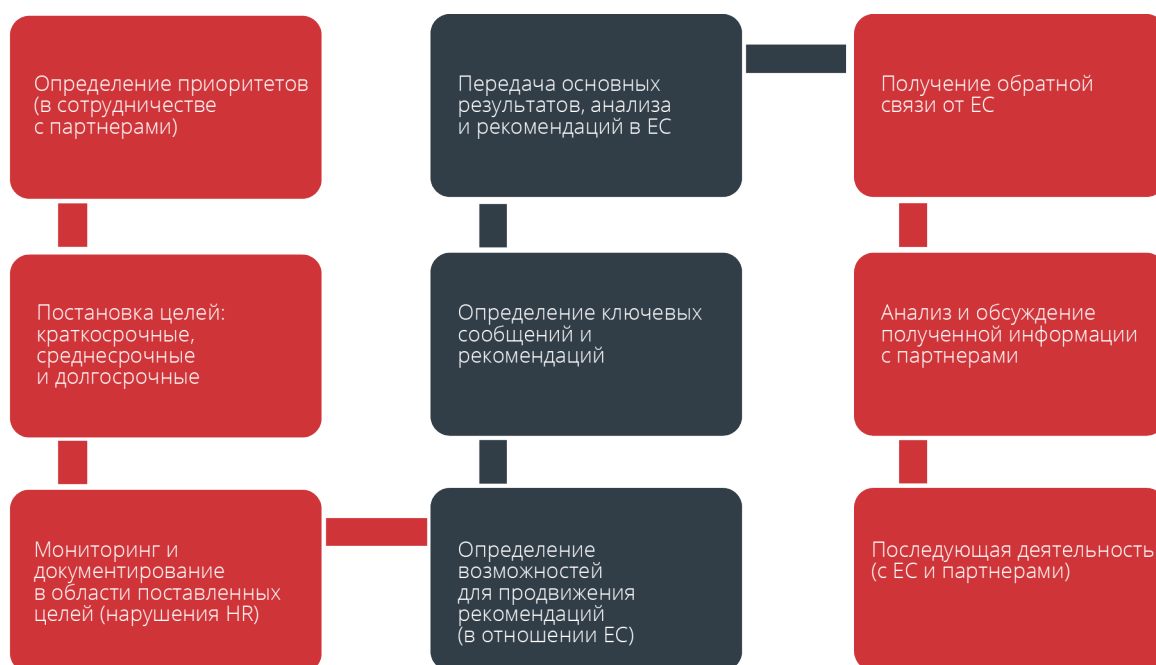 Определение приоритетов
(в сотрудничестве
с партнерами)
Постановка целей:
краткосрочные,
среднесрочные
и долгосрочные
Мониторинг и
документирование
в области поставленных
целей (нарушения HR)
Определение
возможностей
для продвижения
рекомендаций
(в отношении ЕС)
Определение ключевых
сообщений и
рекомендаций
Передача основных
результатов, анализа
и рекомендаций в ЕС
Получение обратной
связи от ЕС
Анализ и обсуждение
полученной информации
с партнерами
Последующая деятельность
(с ЕС и партнерами)